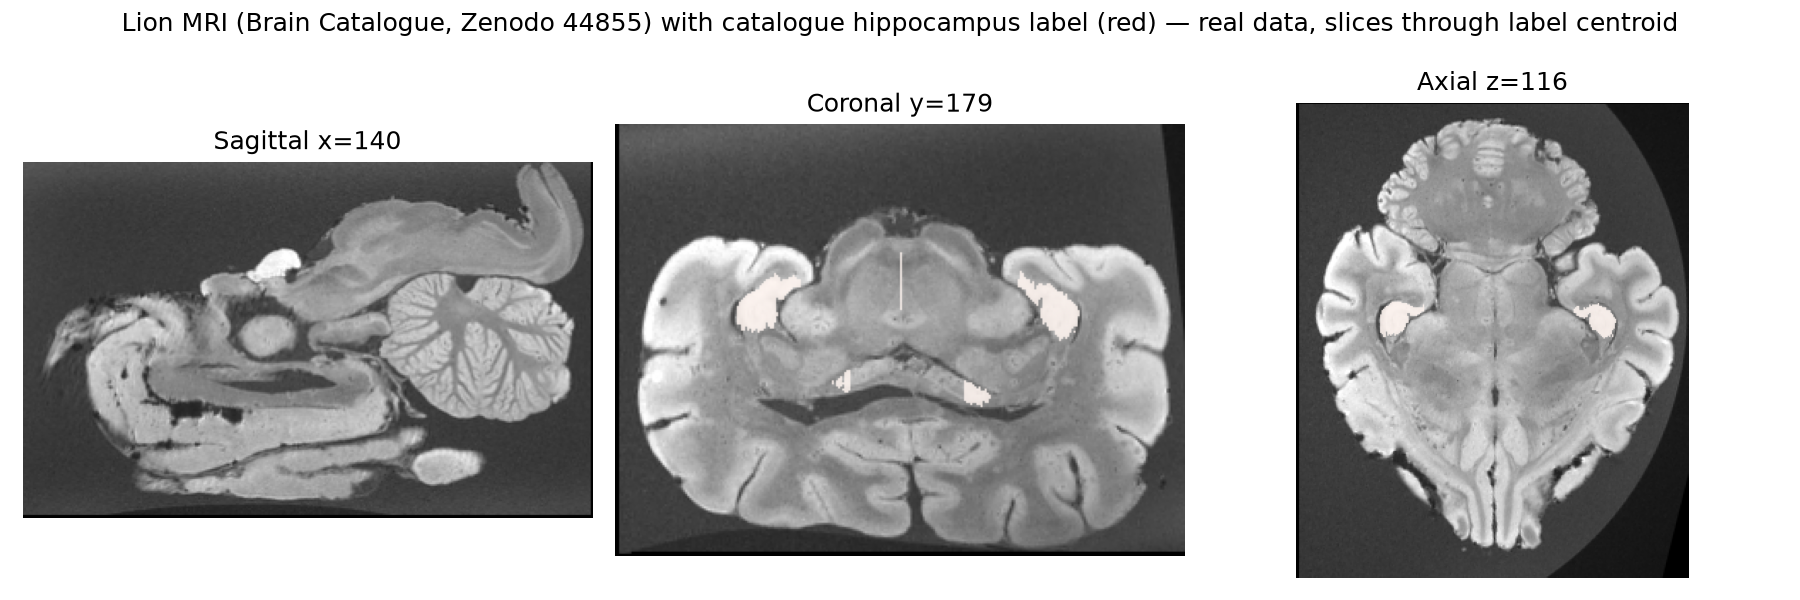 Lion MRI (Brain Catalogue, Zenodo 44855) with catalogue hippocampus label (red) — real data, slices through label centroid
Sagittal x=140
Coronal y=179
Axial z=116